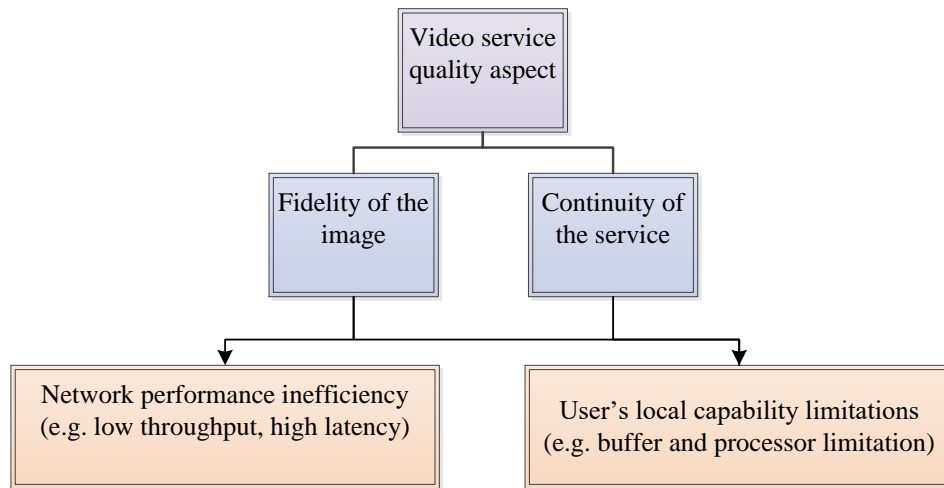 Video service
quality aspect
Fidelity of the
image
Continuity of
the service
Network performance inefficiency
(e.g. low throughput, high latency)
User’s local capability limitations
(e.g. buffer and processor limitation)